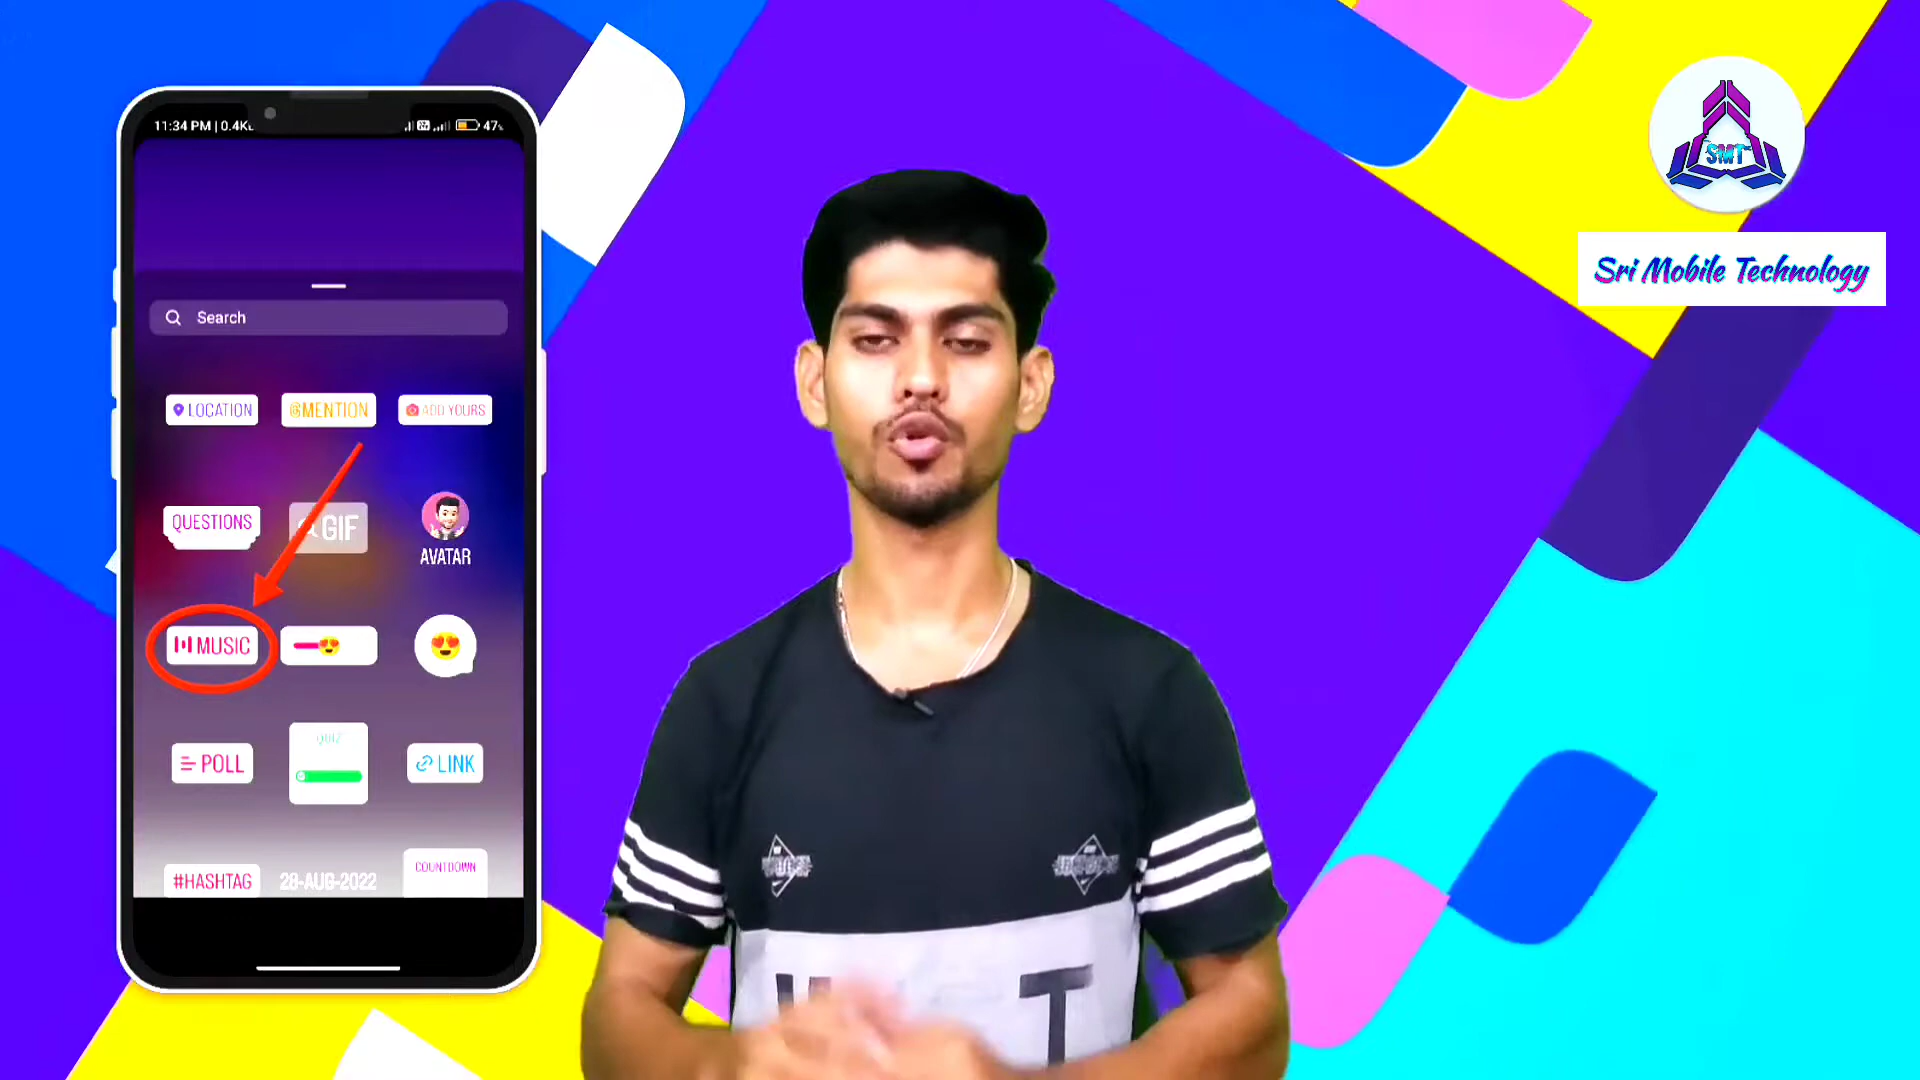 11:34 PM | 0.4K
47%
Search
LOCATION
@MENTION
ADD YOURS
QUESTIONS
GIF
AVATAR
MUSIC
POLL
QUIZ
LINK
#HASHTAG
28-AUG-2022
COUNTDOWN
SMT
Sri Mobile Technology
T